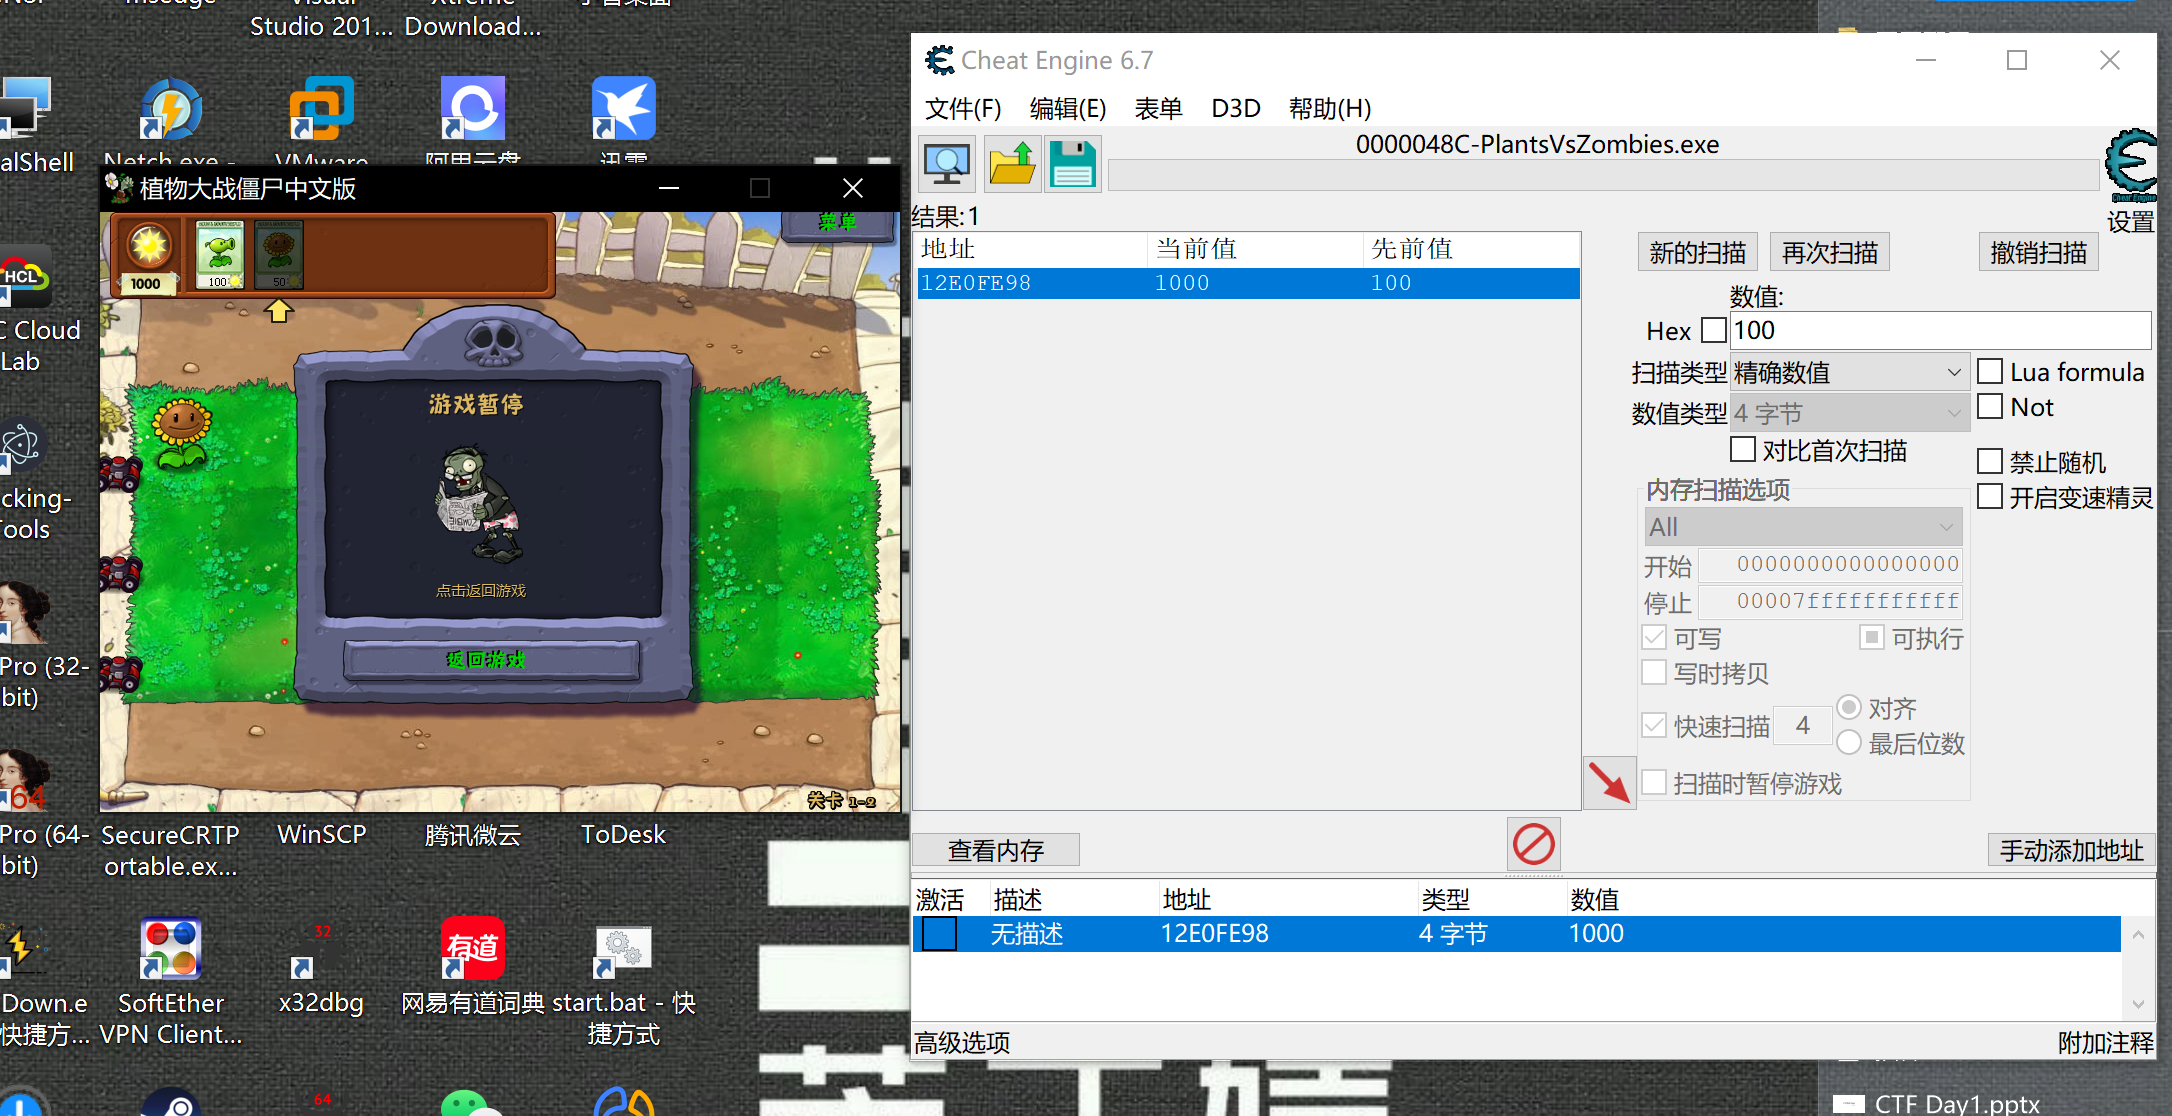 Studio 201... Download...
alShell
VMware
植物大战僵尸中文版
菜单
1000
100
50
HCL
C Cloud
Lab
游戏暂停
点击返回游戏
返回游戏
关卡 1-2
cking-
Tools
Pro (32-
bit)
64
Pro (64-
bit)
SecureCRTP
ortable.ex...
WinSCP
腾讯微云
ToDesk
Down.e
快捷方...
SoftEther
VPN Client...
32
x32dbg
有道
网易有道词典
start.bat - 快
捷方式
64
Cheat Engine 6.7
文件(F) 编辑(E) 表单 D3D 帮助(H)
0000048C-PlantsVsZombies.exe
Cheat Engine
设置
结果:1
地址 当前值 先前值
12E0FE98 1000 100
新的扫描 再次扫描 撤销扫描
数值:
Hex 100
扫描类型 精确数值 Lua formula
数值类型 4 字节 Not
对比首次扫描
禁止随机
内存扫描选项
开启变速精灵
All
开始 0000000000000000
停止 00007fffffffffff
可写 可执行
写时拷贝
快速扫描 4 对齐
最后位数
扫描时暂停游戏
查看内存 手动添加地址
激活 描述 地址 类型 数值
无描述 12E0FE98 4 字节 1000
高级选项 附加注释
CTF Day1.pptx